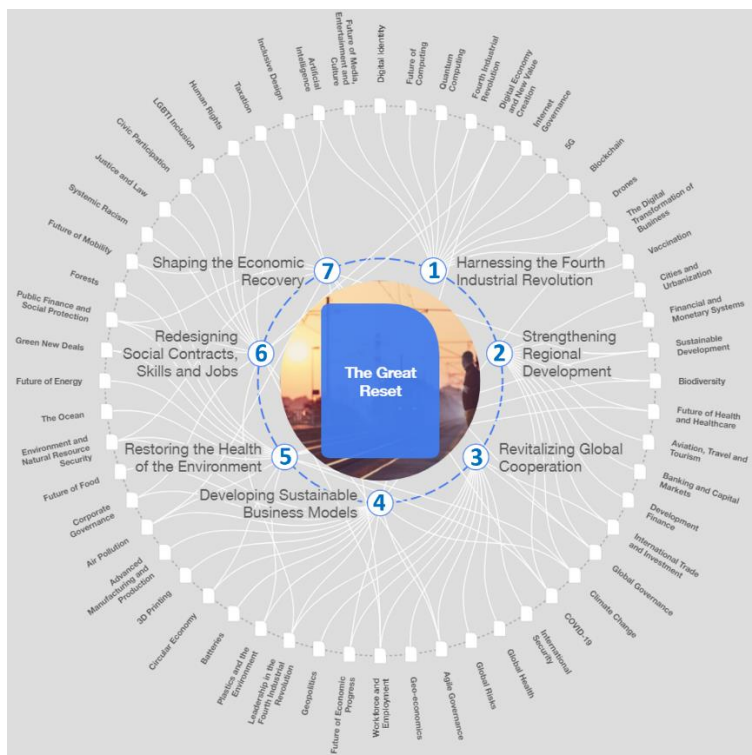 The Great
Reset
1
Harnessing the Fourth
Industrial Revolution
2
Strengthening
Regional
Development
3
Revitalizing Global
Cooperation
4
Developing Sustainable
Business Models
5
Restoring the Health
of the Environment
6
Redesigning
Social Contracts,
Skills and Jobs
7
Shaping the Economic
Recovery
Digital Identity
Future of
Computing
Quantum
Computing
Fourth Industrial
Revolution
Digital Economy
and New Value
Creation
Internet
Governance
5G
Blockchain
Drones
The Digital
Transformation of
Business
Vaccination
Cities and
Urbanization
Financial and
Monetary Systems
Sustainable
Development
Biodiversity
Future of Health
and Healthcare
Aviation, Travel and
Tourism
Banking and Capital
Markets
Development
Finance
International Trade
and Investment
Global Governance
Climate Change
COVID-19
International
Security
Global Health
Global Risks
Agile Governance
Geo-economics
Workforce and
Employment
Future of Economic
Progress
Geopolitics
Leadership in the
Fourth Industrial
Revolution
Plastics and the
Environment
Batteries
Circular Economy
3D Printing
Advanced
Manufacturing and
Production
Air Pollution
Corporate
Governance
Future of Food
Environment and
Natural Resource
Security
The Ocean
Future of Energy
Green New Deals
Public Finance and
Social Protection
Forests
Future of Mobility
Systemic Racism
Justice and Law
Civic Participation
LGBTI Inclusion
Human Rights
Taxation
Inclusive Design
Artificial
Intelligence
Future of Media,
Entertainment and
Culture